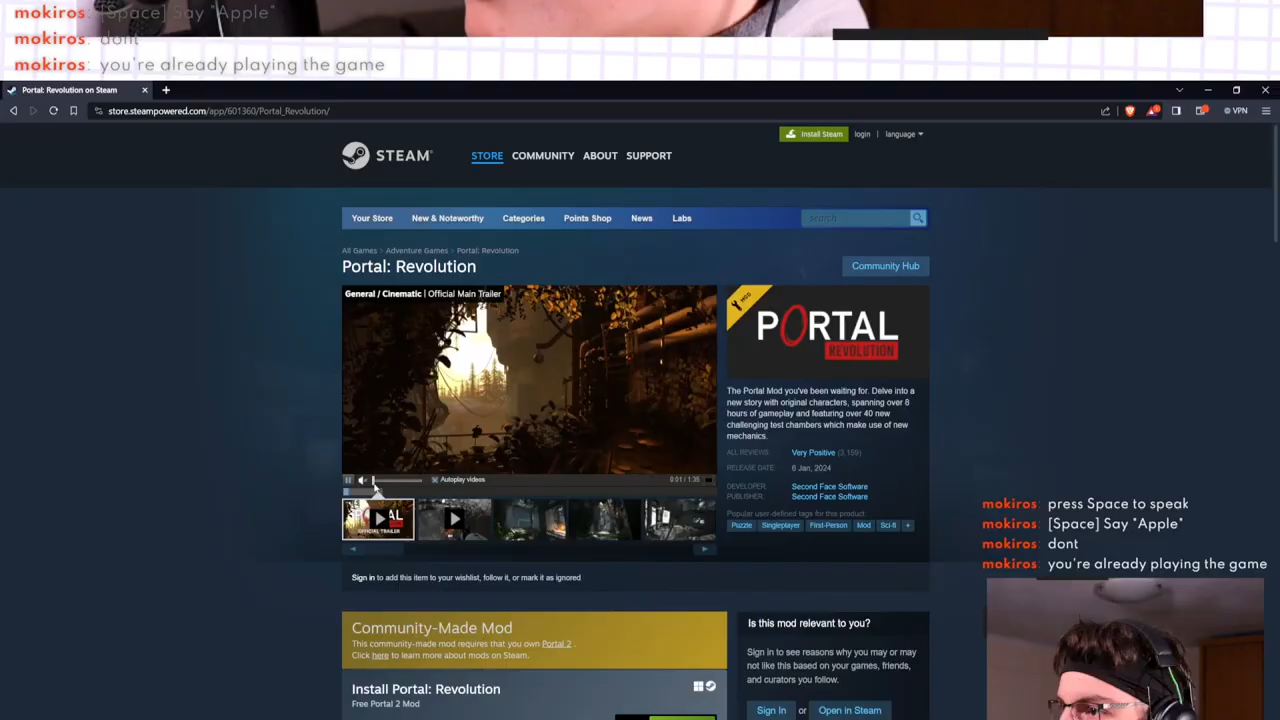 mokiros: [Space] Say "Apple"
mokiros: dont
mokiros: you're already playing the game
Portal: Revolution on Steam
store.steampowered.com/app/601360/Portal_Revolution/
VPN
Install Steam
login | language
STEAM
STORE COMMUNITY ABOUT SUPPORT
Your Store New & Noteworthy Categories Points Shop News Labs
search
All Games > Adventure Games > Portal: Revolution
Portal: Revolution
Community Hub
General / Cinematic | Official Main Trailer
MOD
PORTAL
REVOLUTION
The Portal Mod you've been waiting for. Delve into a
new story with original characters, spanning over 8
hours of gameplay and featuring over 40 new
challenging test chambers which make use of new
mechanics.
ALL REVIEWS: Very Positive (3,159)
RELEASE DATE: 6 Jan, 2024
DEVELOPER: Second Face Software
PUBLISHER: Second Face Software
Popular user-defined tags for this product:
Puzzle Singleplayer First-Person Mod Sci-fi +
Autoplay videos
0:01 / 1:35
OFFICIAL TRAILER
Sign in to add this item to your wishlist, follow it, or mark it as ignored
mokiros: press Space to speak
mokiros: [Space] Say "Apple"
mokiros: dont
mokiros: you're already playing the game
Community-Made Mod
This community-made mod requires that you own Portal 2 .
Click here to learn more about mods on Steam.
Install Portal: Revolution
Free Portal 2 Mod
Is this mod relevant to you?
Sign in to see reasons why you may or may
not like this based on your games, friends,
and curators you follow.
Sign In or Open in Steam